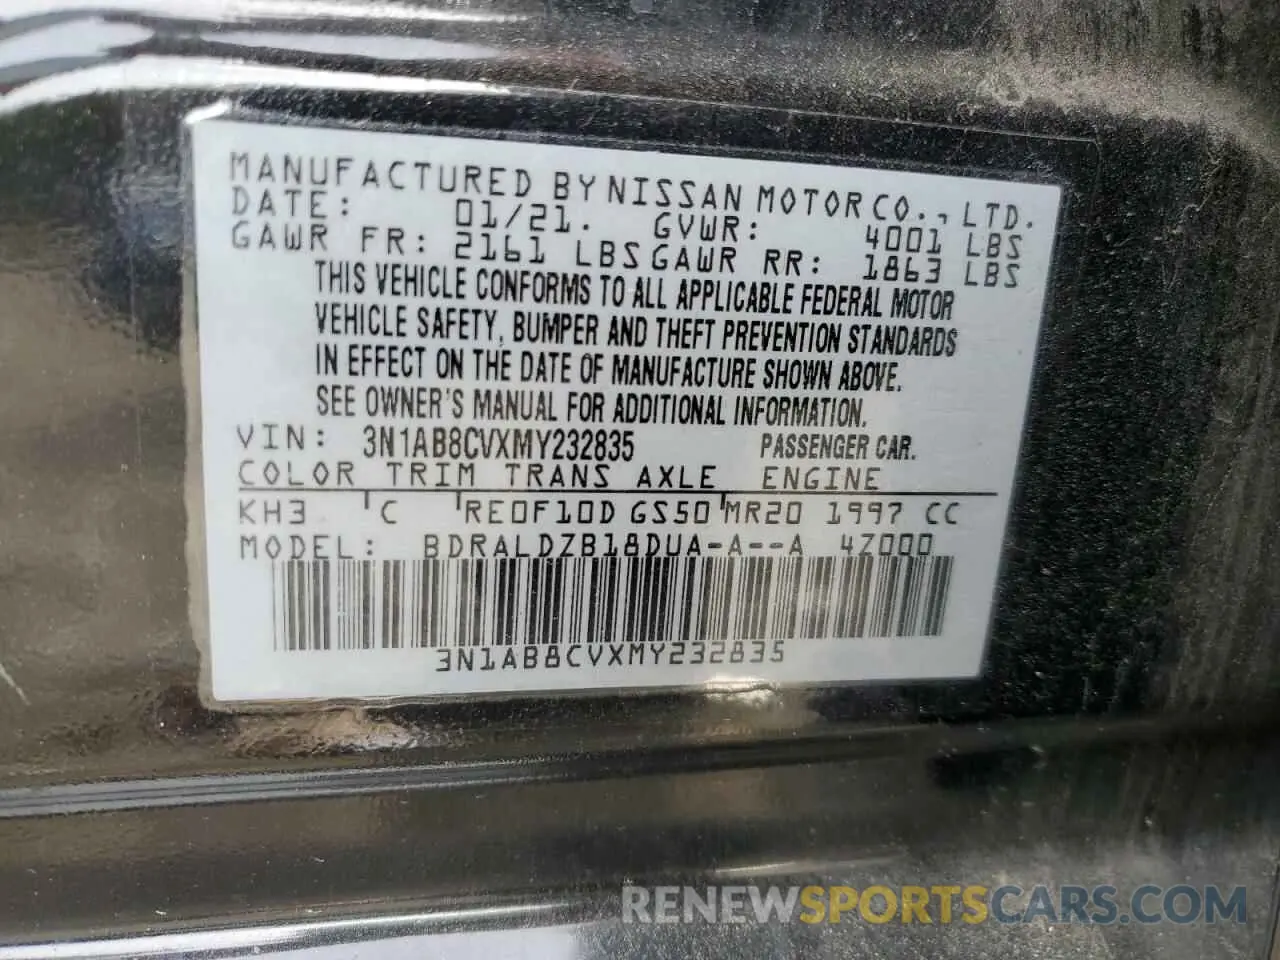 MANUFACTURED BY NISSAN MOTOR CO., LTD.
DATE: 01/21. GVWR: 4001 LBS
GAWR FR: 2161 LBS GAWR RR: 1863 LBS
THIS VEHICLE CONFORMS TO ALL APPLICABLE FEDERAL MOTOR
VEHICLE SAFETY, BUMPER AND THEFT PREVENTION STANDARDS
IN EFFECT ON THE DATE OF MANUFACTURE SHOWN ABOVE.
SEE OWNER'S MANUAL FOR ADDITIONAL INFORMATION.
VIN: 3N1AB8CVXMY232835 PASSENGER CAR.
COLOR TRIM TRANS AXLE ENGINE
KH3 C RE0F10D GS50 MR20 1997 CC
MODEL: BDRALDZB18DUA-A--A 4Z000
3N1AB8CVXMY232835
RENEWSPORTSCARS.COM